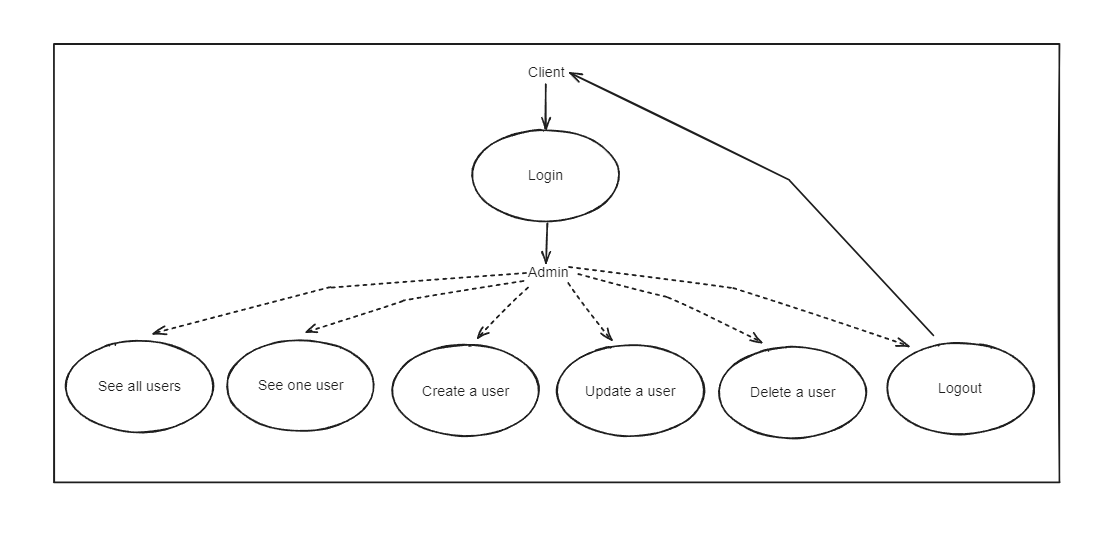 Client
Login
Admin
See all users
See one user
Create a user
Update a user
Delete a user
Logout